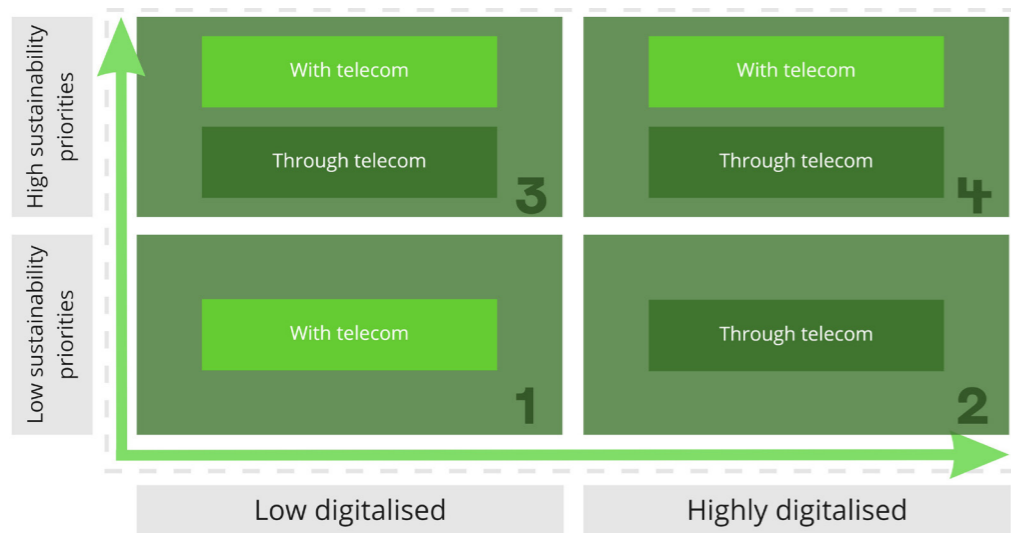 High sustainability
priorities
With telecom
Through telecom
3
With telecom
Through telecom
4
Low sustainability
priorities
With telecom
1
Through telecom
2
Low digitalised
Highly digitalised